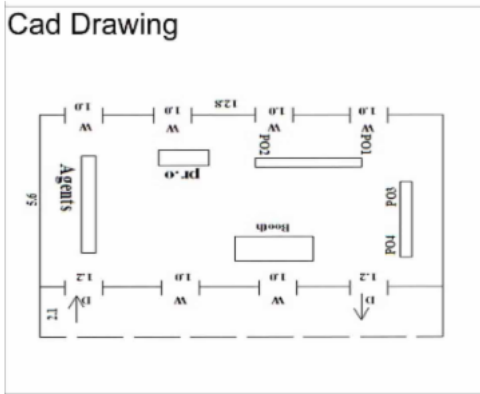 Cad Drawing
1.0 1.0 12.8 1.0 1.0
W W W W
PO2 PO1
pr.o
Agents
5.6
PO3
PO4
Booth
1.2 1.0 1.0 1.2
D W W D
2.1